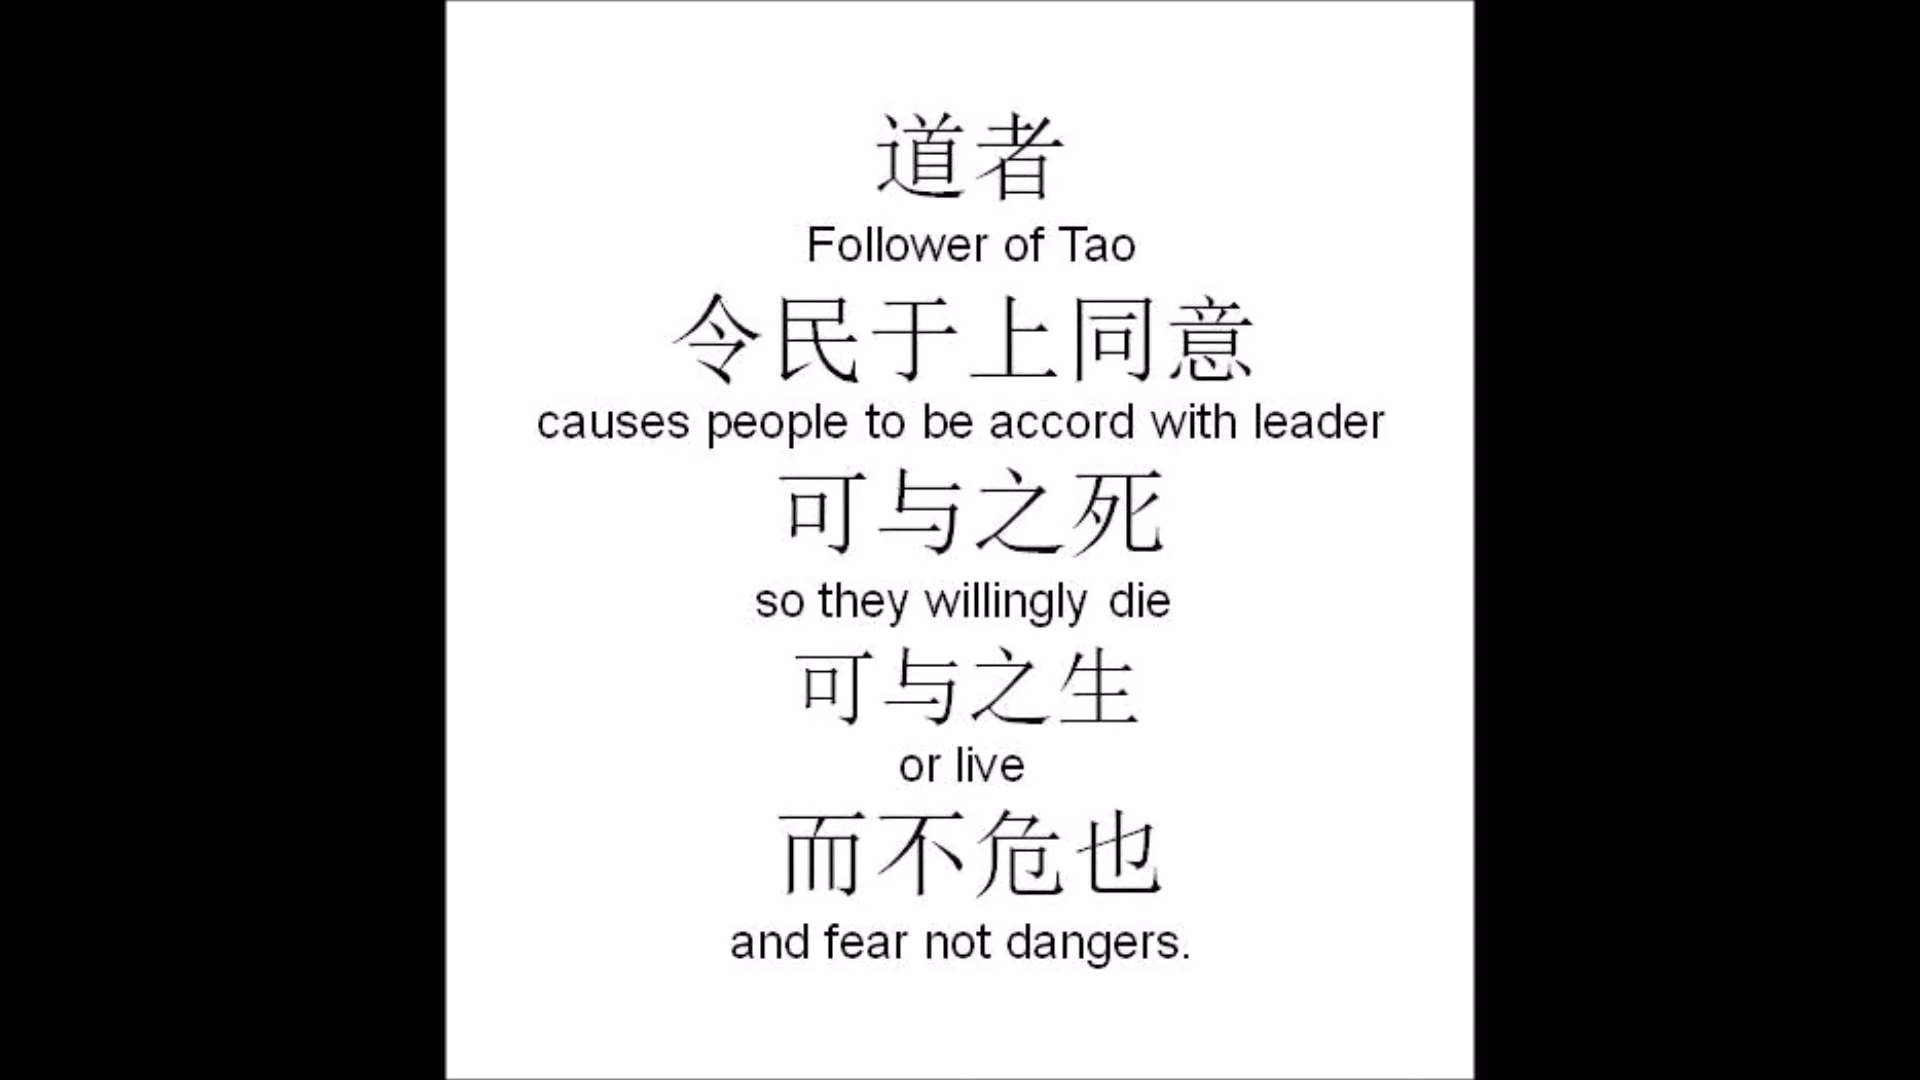 道者
Follower of Tao
令民于上同意
causes people to be accord with leader
可与之死
so they willingly die
可与之生
or live
而不危也
and fear not dangers.